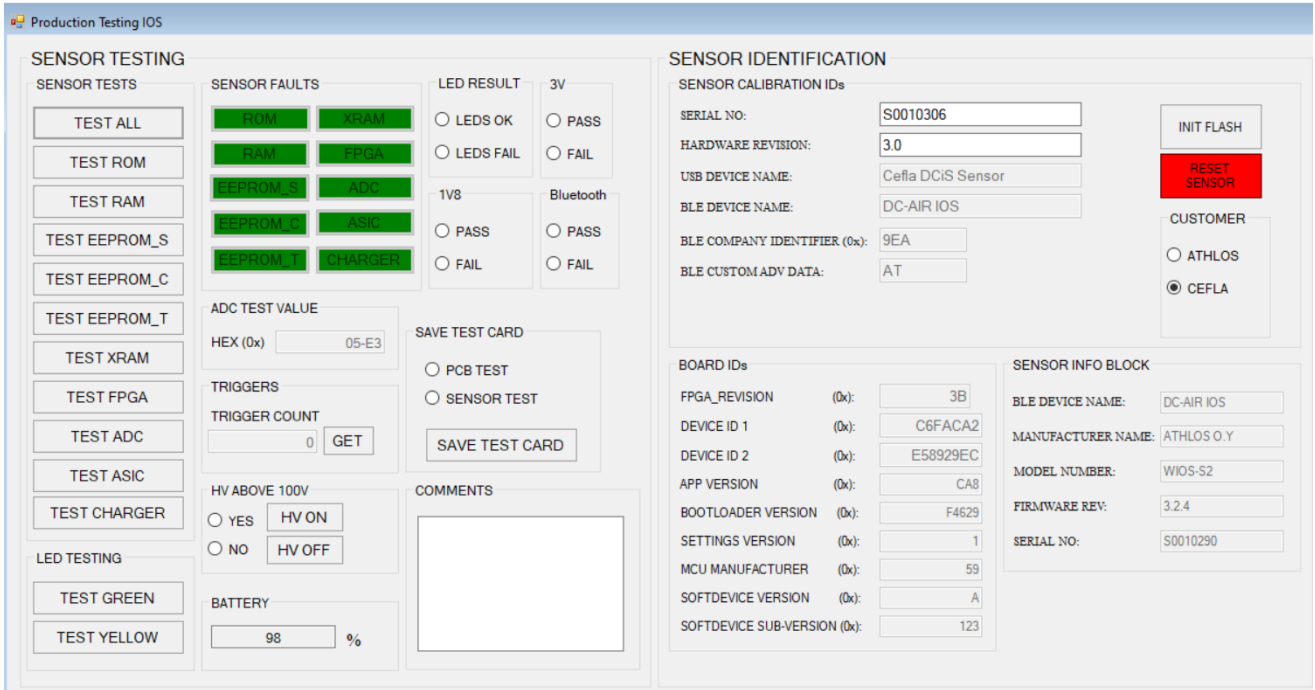 Production Testing IOS
SENSOR TESTING
SENSOR TESTS
TEST ALL
TEST ROM
TEST RAM
TEST EEPROM_S
TEST EEPROM_C
TEST EEPROM_T
TEST XRAM
TEST FPGA
TEST ADC
TEST ASIC
TEST CHARGER
LED TESTING
TEST GREEN
TEST YELLOW
SENSOR FAULTS
ROM XRAM
RAM FPGA
EEPROM_S ADC
EEPROM_C ASIC
EEPROM_T CHARGER
LED RESULT
LEDS OK
LEDS FAIL
3V
PASS
FAIL
1V8
PASS
FAIL
Bluetooth
PASS
FAIL
ADC TEST VALUE
HEX (0x) 05-E3
TRIGGERS
TRIGGER COUNT
0 GET
HV ABOVE 100V
YES HV ON
NO HV OFF
BATTERY
98 %
SAVE TEST CARD
PCB TEST
SENSOR TEST
SAVE TEST CARD
COMMENTS
SENSOR IDENTIFICATION
SENSOR CALIBRATION IDs
SERIAL NO: S0010306
HARDWARE REVISION: 3.0
USB DEVICE NAME: Cefla DCiS Sensor
BLE DEVICE NAME: DC-AIR IOS
BLE COMPANY IDENTIFIER (0x): 9EA
BLE CUSTOM ADV DATA: AT
INIT FLASH
RESET
SENSOR
CUSTOMER
ATHLOS
CEFLA
BOARD IDs
FPGA_REVISION (0x): 3B
DEVICE ID 1 (0x): C6FACA2
DEVICE ID 2 (0x): E58929EC
APP VERSION (0x): CA8
BOOTLOADER VERSION (0x): F4629
SETTINGS VERSION (0x): 1
MCU MANUFACTURER (0x): 59
SOFTDEVICE VERSION (0x): A
SOFTDEVICE SUB-VERSION (0x): 123
SENSOR INFO BLOCK
BLE DEVICE NAME: DC-AIR IOS
MANUFACTURER NAME: ATHLOS O.Y
MODEL NUMBER: WIOS-S2
FIRMWARE REV: 3.2.4
SERIAL NO: S0010290